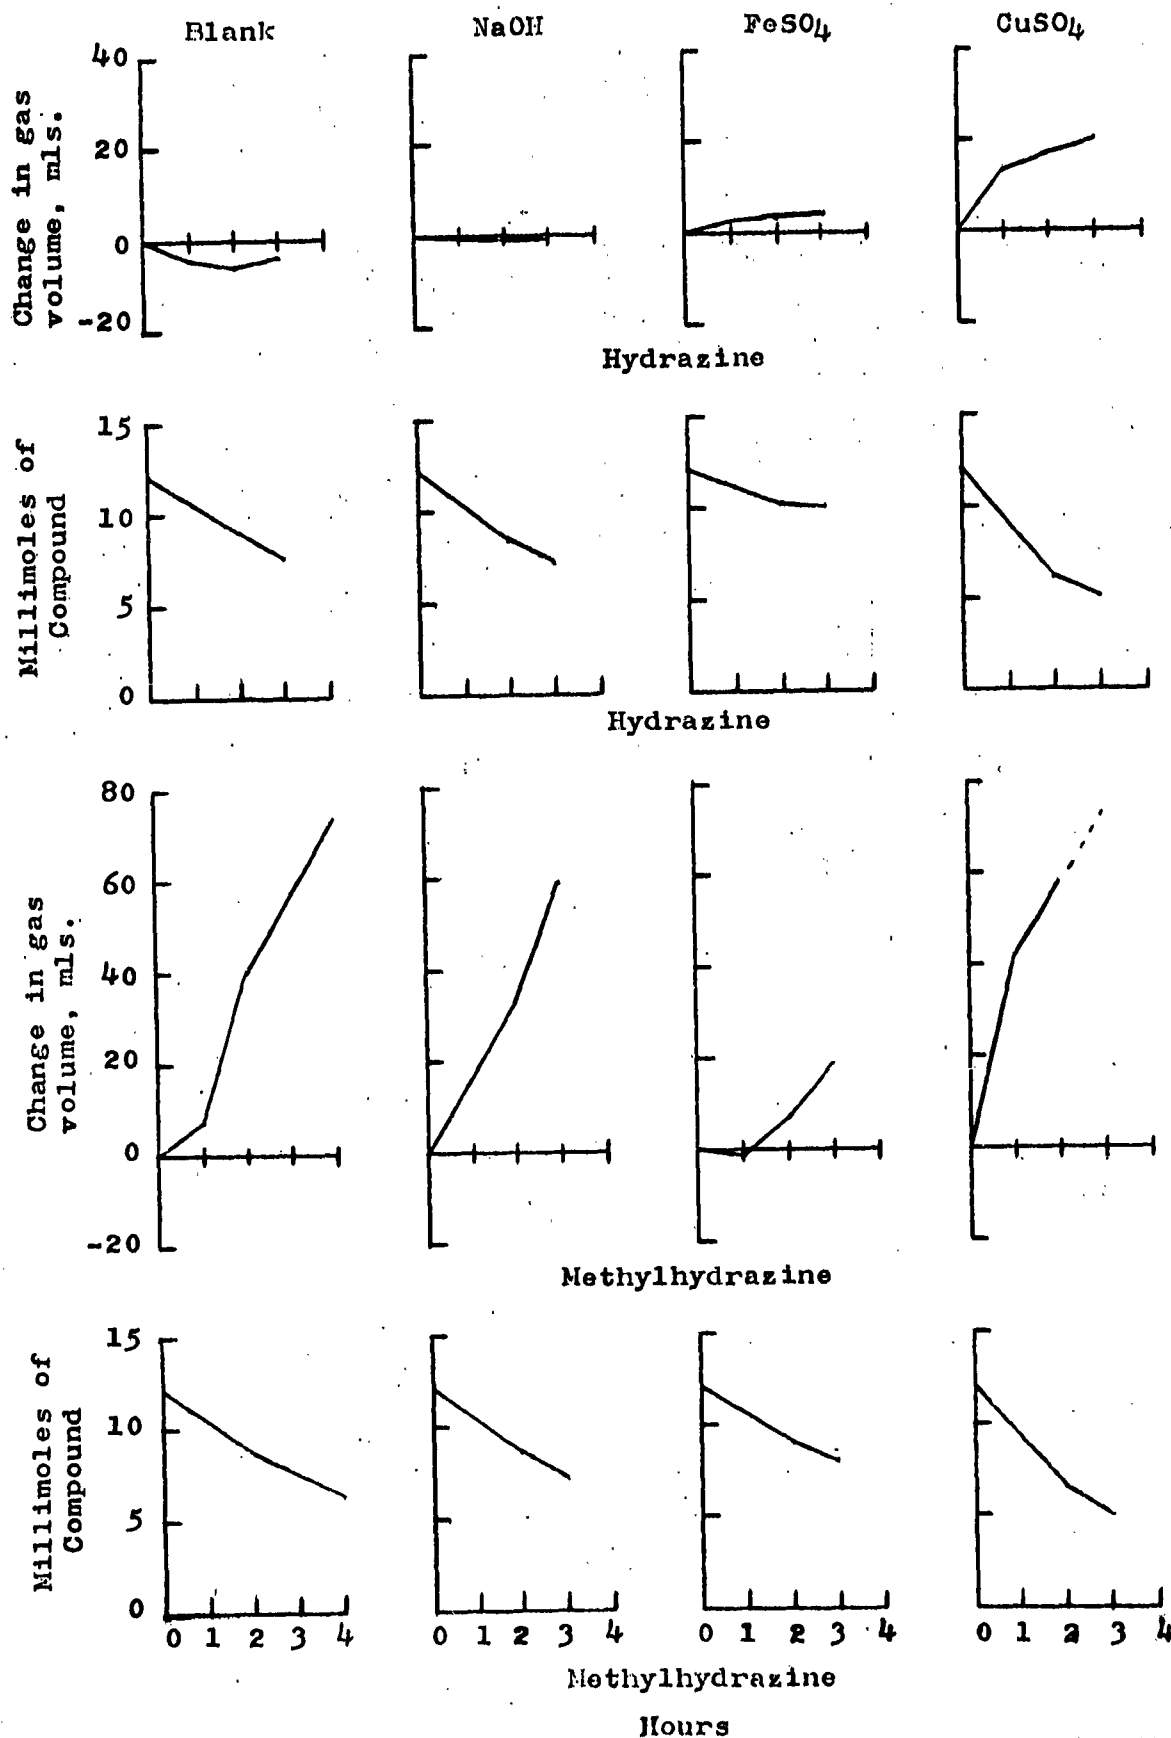 Blank NaOH FeSO4 CuSO4
Change in gas
volume, mls.
40
20
0
-20
Hydrazine
Millimoles of
Compound
15
10
5
0
Hydrazine
Change in gas
volume, mls.
80
60
40
20
0
-20
Methylhydrazine
Millimoles of
Compound
15
10
5
0
0 1 2 3 4 0 1 2 3 4 0 1 2 3 4 0 1 2 3 4
Methylhydrazine
Hours